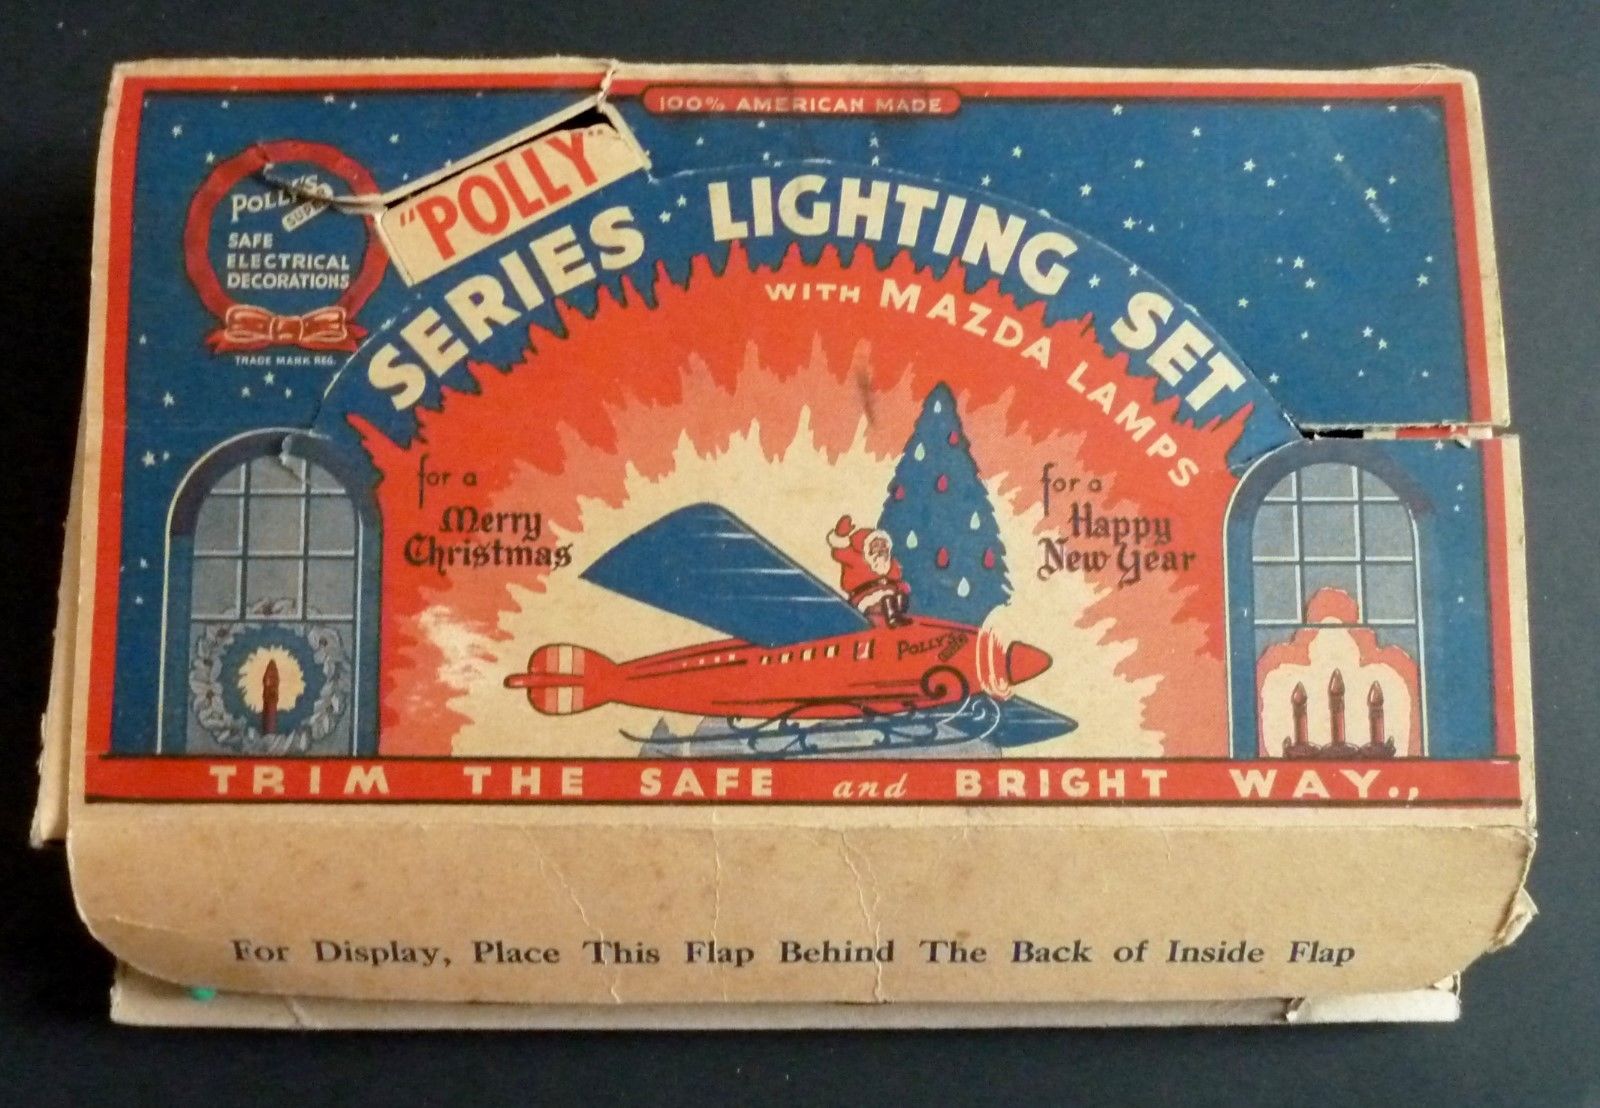 100% AMERICAN MADE
POLLY'S
SUPER
SAFE
ELECTRICAL
DECORATIONS
TRADE MARK REG.
"POLLY"
SERIES LIGHTING SET
WITH MAZDA LAMPS
for a
Merry
Christmas
for a
Happy
New Year
POLLY'S
TRIM THE SAFE and BRIGHT WAY..,
For Display, Place This Flap Behind The Back of Inside Flap